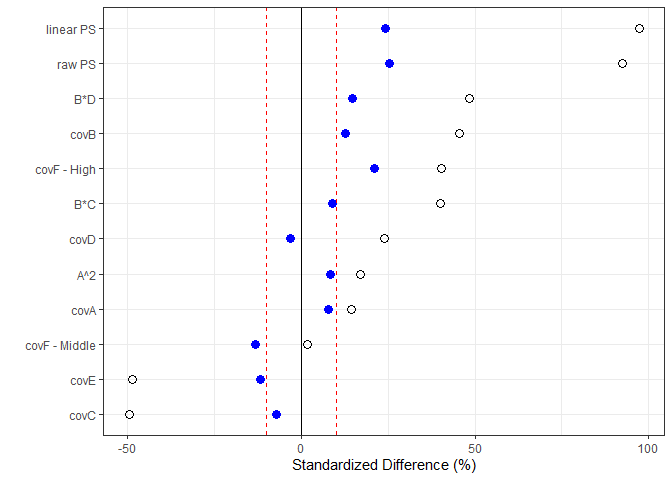 linear PS
raw PS
B*D
covB
covF - High
B*C
covD
A^2
covA
covF - Middle
covE
covC
-50 0 50 100
Standardized Difference (%)